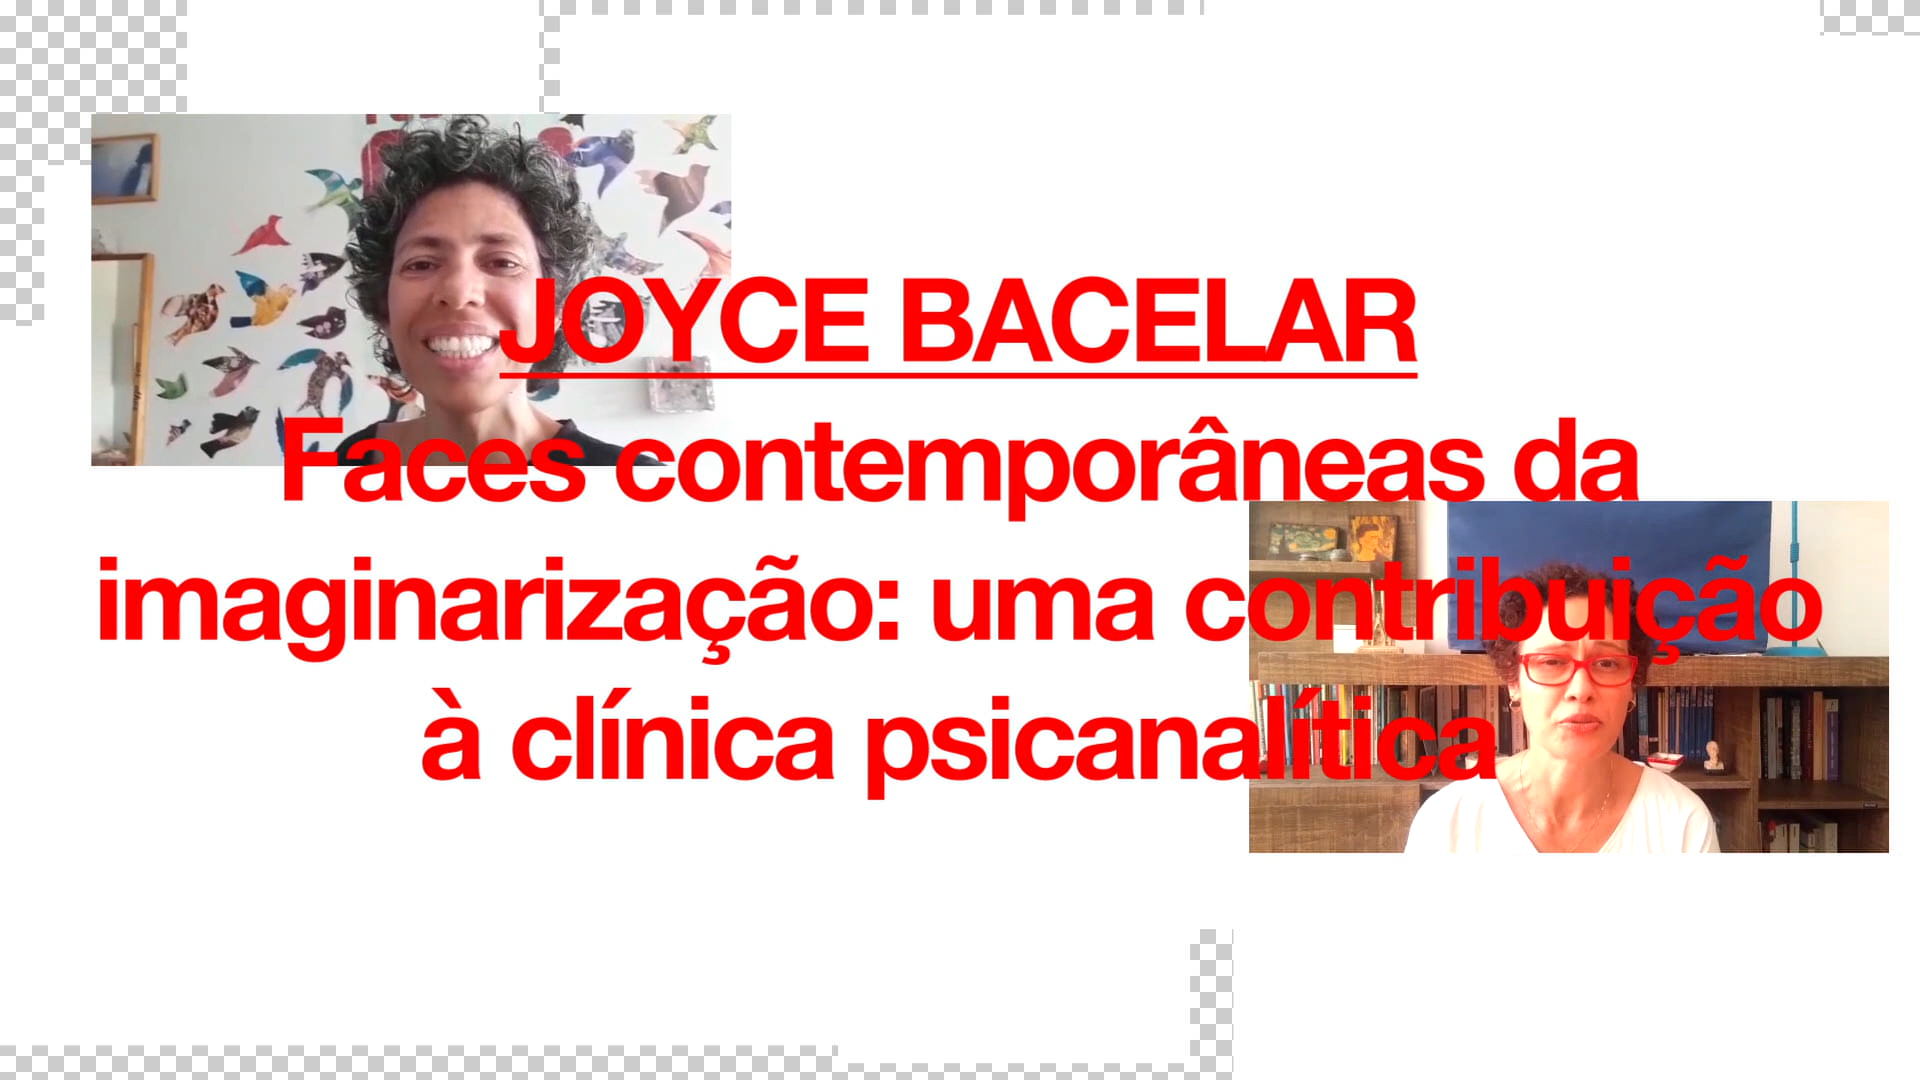 JOYCE BACELAR
Faces contemporâneas da
imaginarização: uma contribuição
à clínica psicanalítica